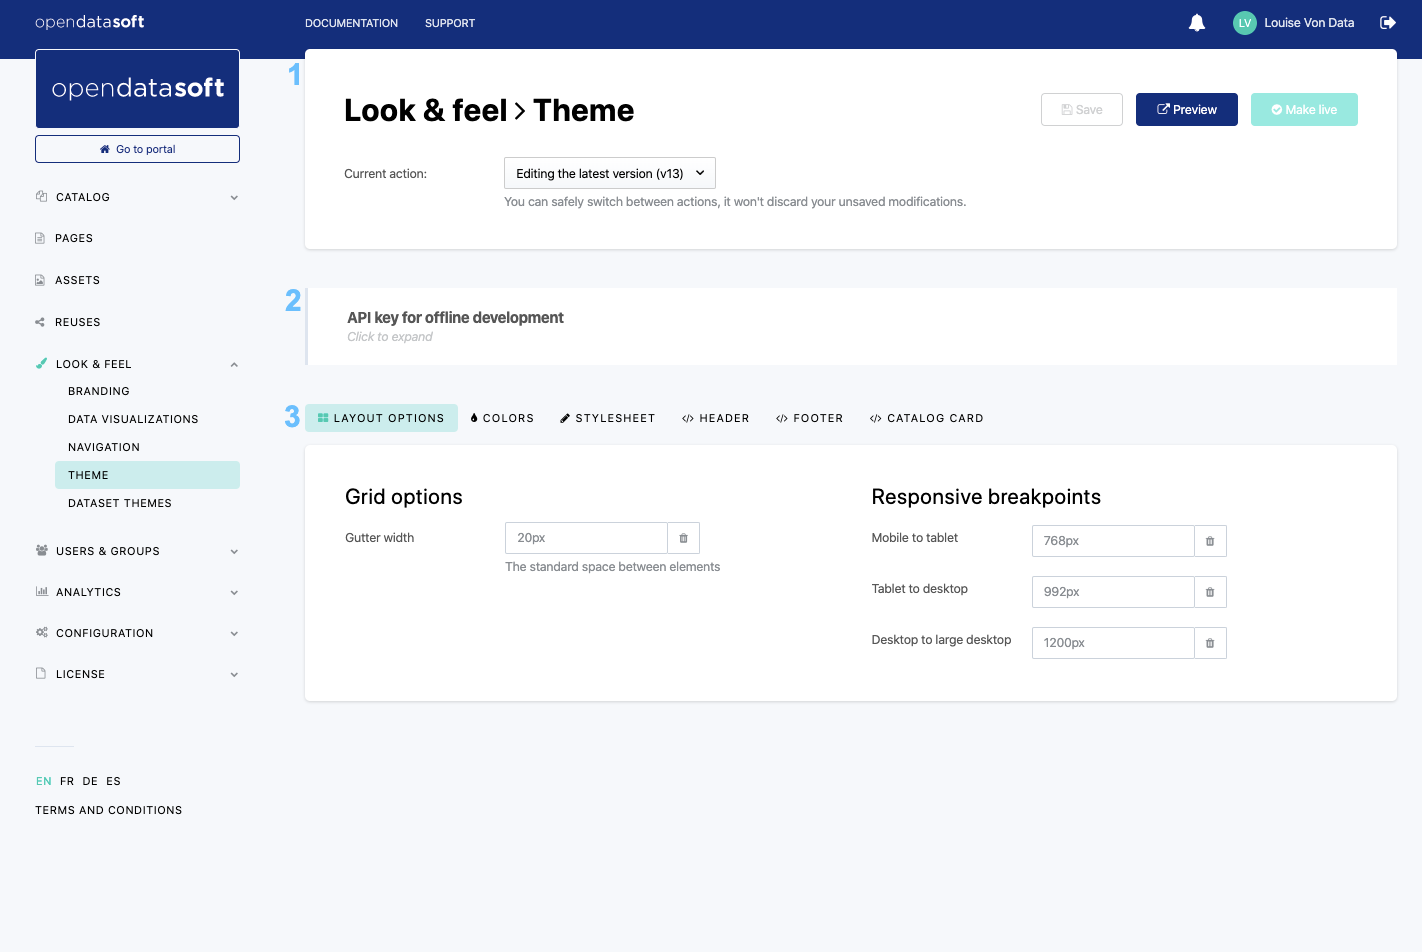 opendatasoft
DOCUMENTATION SUPPORT
LV Louise Von Data
opendatasoft
Go to portal
CATALOG
PAGES
ASSETS
REUSES
LOOK & FEEL
BRANDING
DATA VISUALIZATIONS
NAVIGATION
THEME
DATASET THEMES
USERS & GROUPS
ANALYTICS
CONFIGURATION
LICENSE
EN FR DE ES
TERMS AND CONDITIONS
1
Look & feel > Theme
Save Preview Make live
Current action: Editing the latest version (v13)
You can safely switch between actions, it won't discard your unsaved modifications.
2
API key for offline development
Click to expand
3
LAYOUT OPTIONS COLORS STYLESHEET </> HEADER </> FOOTER </> CATALOG CARD
Grid options
Gutter width 20px
The standard space between elements
Responsive breakpoints
Mobile to tablet 768px
Tablet to desktop 992px
Desktop to large desktop 1200px